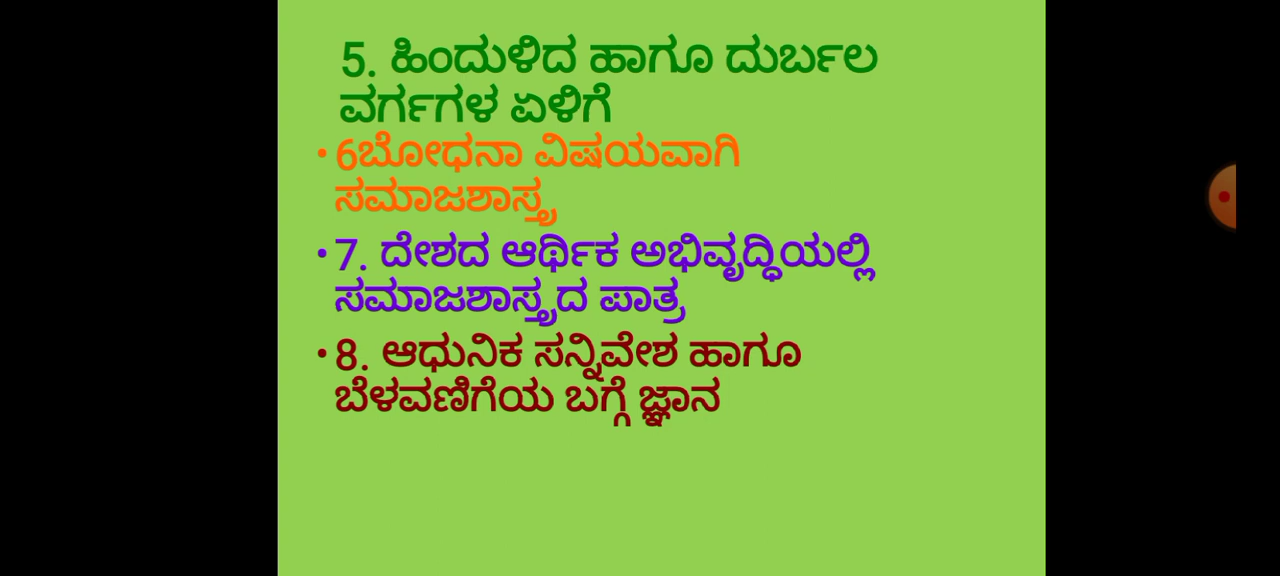 5. ಹಿಂದುಳಿದ ಹಾಗೂ ದುರ್ಬಲ
ವರ್ಗಗಳ ಏಳಿಗೆ
•6ಬೋಧನಾ ವಿಷಯವಾಗಿ
ಸಮಾಜಶಾಸ್ತ್ರ
•7. ದೇಶದ ಆರ್ಥಿಕ ಅಭಿವೃದ್ಧಿಯಲ್ಲಿ
ಸಮಾಜಶಾಸ್ತ್ರದ ಪಾತ್ರ
•8. ಆಧುನಿಕ ಸನ್ನಿವೇಶ ಹಾಗೂ
ಬೆಳವಣಿಗೆಯ ಬಗ್ಗೆ ಜ್ಞಾನ